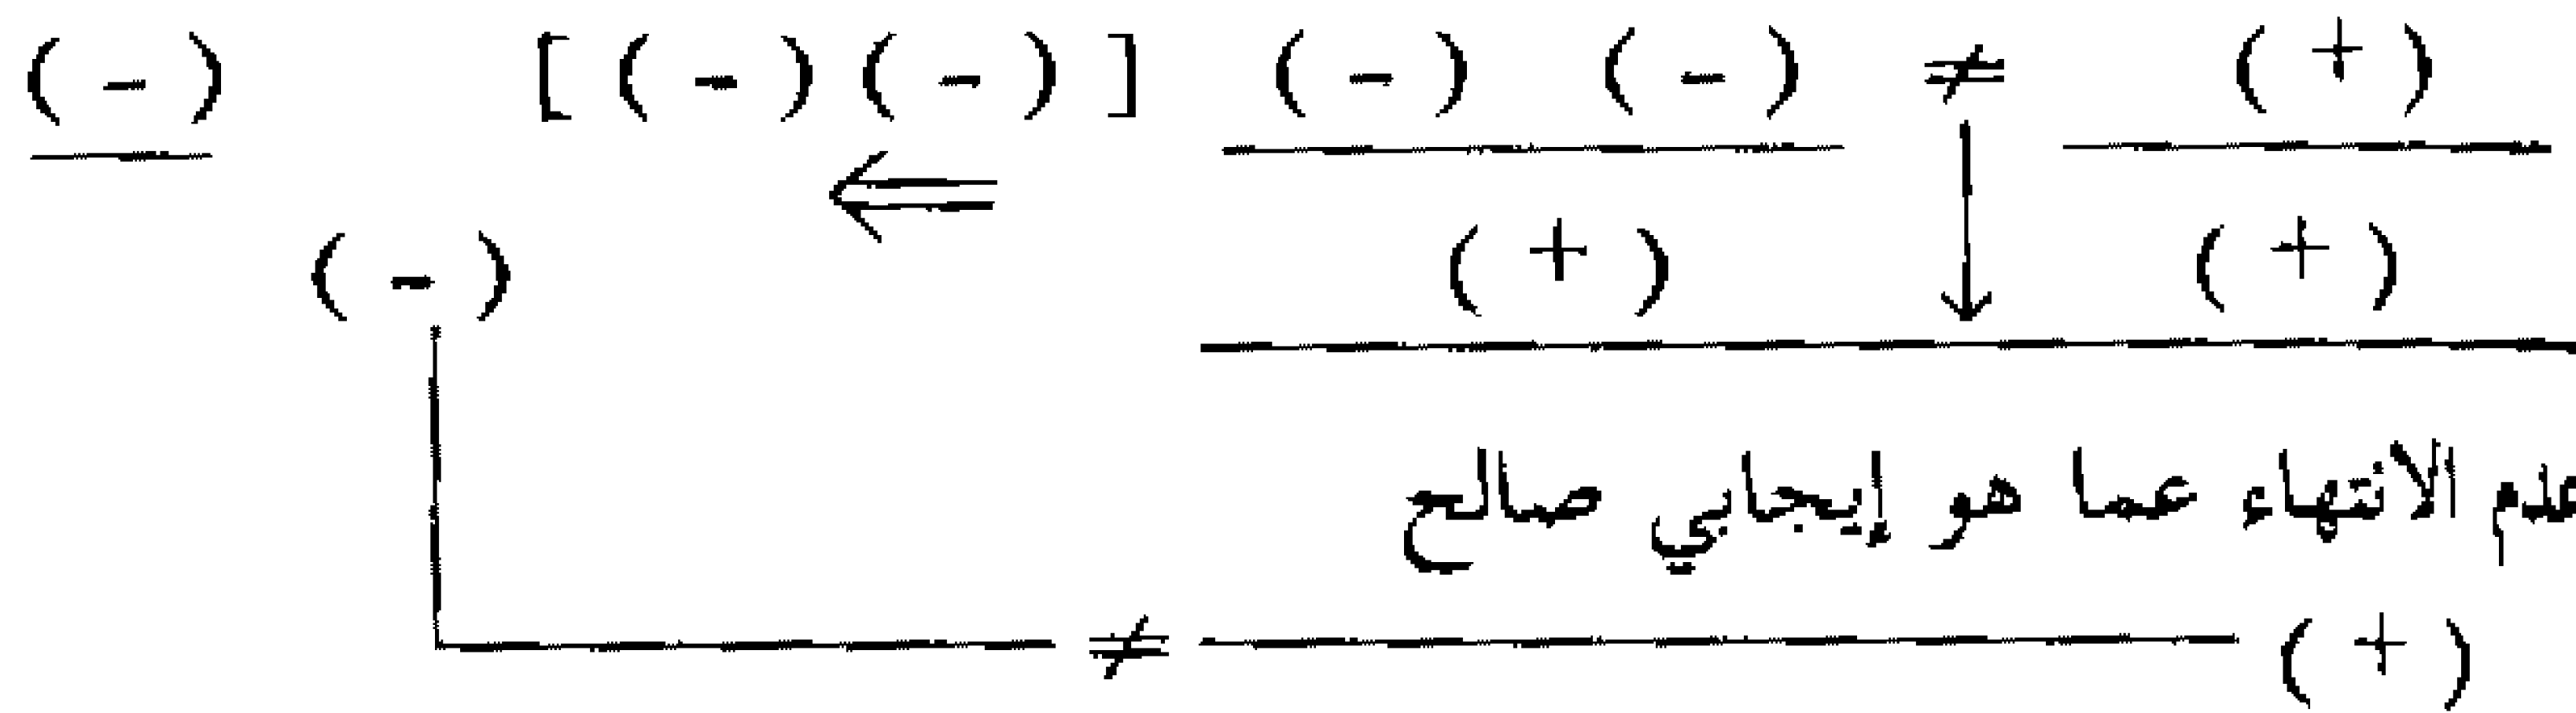 ( - ) [ ( - ) ( - ) ] ( - ) ( - ) ≠ ( + )
( - ) ⇐ ( + ) ↓ ( + )
عدم الانتهاء عما هو إيجابي صالح
≠ ( + )